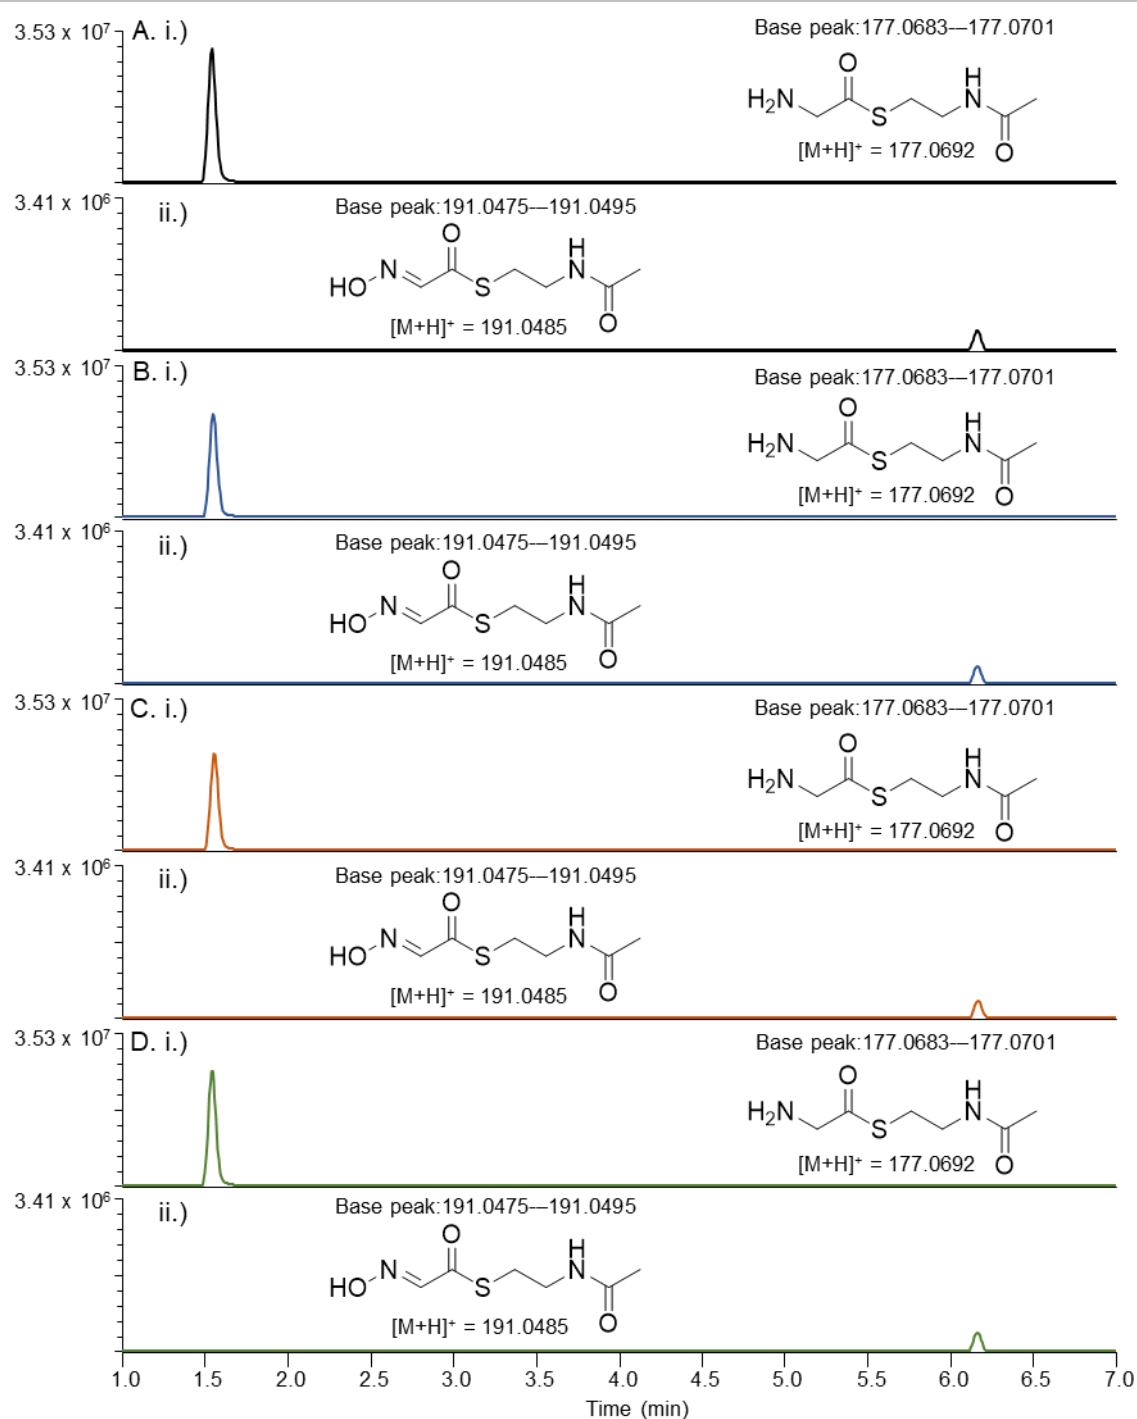 3.53 x 10⁷
A. i.)
Base peak:177.0683-–177.0701
O
H₂N
S
H
N
O
[M+H]⁺ = 177.0692
3.41 x 10⁶
ii.)
Base peak:191.0475-–191.0495
O
HO
N
S
H
N
O
[M+H]⁺ = 191.0485
3.53 x 10⁷
B. i.)
Base peak:177.0683-–177.0701
O
H₂N
S
H
N
O
[M+H]⁺ = 177.0692
3.41 x 10⁶
ii.)
Base peak:191.0475-–191.0495
O
HO
N
S
H
N
O
[M+H]⁺ = 191.0485
3.53 x 10⁷
C. i.)
Base peak:177.0683-–177.0701
O
H₂N
S
H
N
O
[M+H]⁺ = 177.0692
3.41 x 10⁶
ii.)
Base peak:191.0475-–191.0495
O
HO
N
S
H
N
O
[M+H]⁺ = 191.0485
3.53 x 10⁷
D. i.)
Base peak:177.0683-–177.0701
O
H₂N
S
H
N
O
[M+H]⁺ = 177.0692
3.41 x 10⁶
ii.)
Base peak:191.0475-–191.0495
O
HO
N
S
H
N
O
[M+H]⁺ = 191.0485
1.0 1.5 2.0 2.5 3.0 3.5 4.0 4.5 5.0 5.5 6.0 6.5 7.0
Time (min)